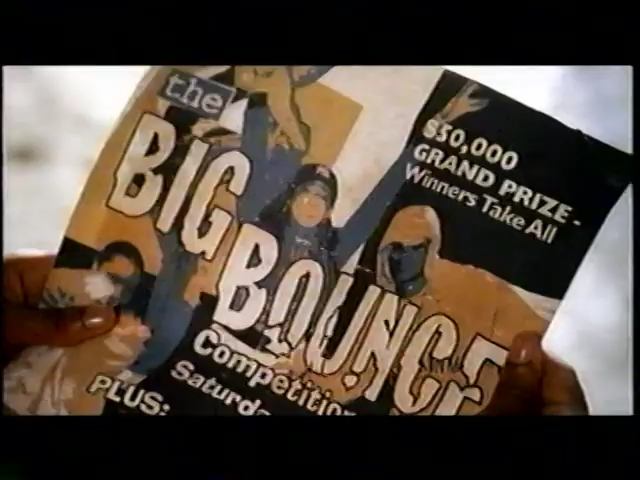 the
BIG
BOUNCE
$50,000
GRAND PRIZE -
Winners Take All
Competition
PLUS: